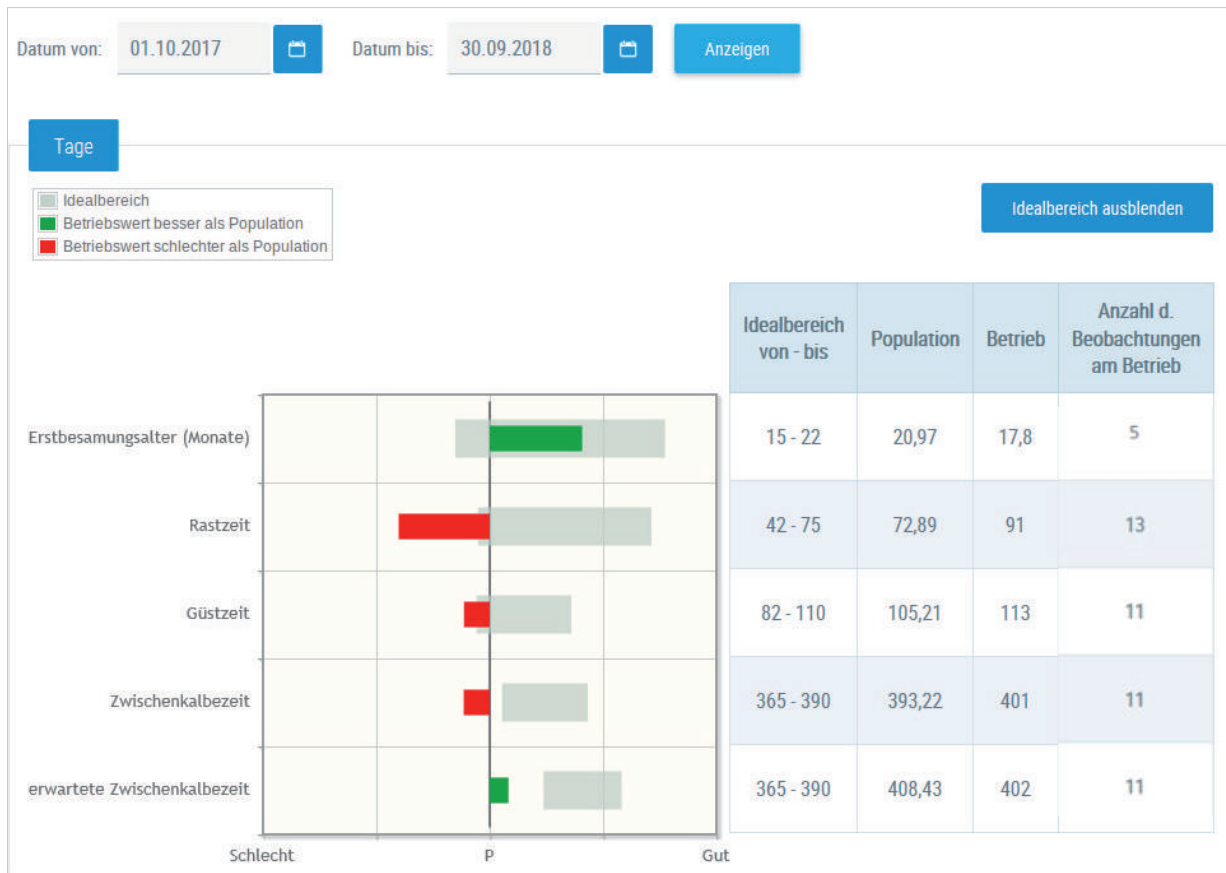 Datum von: 01.10.2017 Datum bis: 30.09.2018 Anzeigen
Tage
Idealbereich
Betriebswert besser als Population
Betriebswert schlechter als Population
Idealbereich ausblenden
Idealbereich von - bis Population Betrieb Anzahl d. Beobachtungen am Betrieb
Erstbesamungsalter (Monate) 15 - 22 20,97 17,8 5
Rastzeit 42 - 75 72,89 91 13
Güstzeit 82 - 110 105,21 113 11
Zwischenkalbezeit 365 - 390 393,22 401 11
erwartete Zwischenkalbezeit 365 - 390 408,43 402 11
Schlecht P Gut